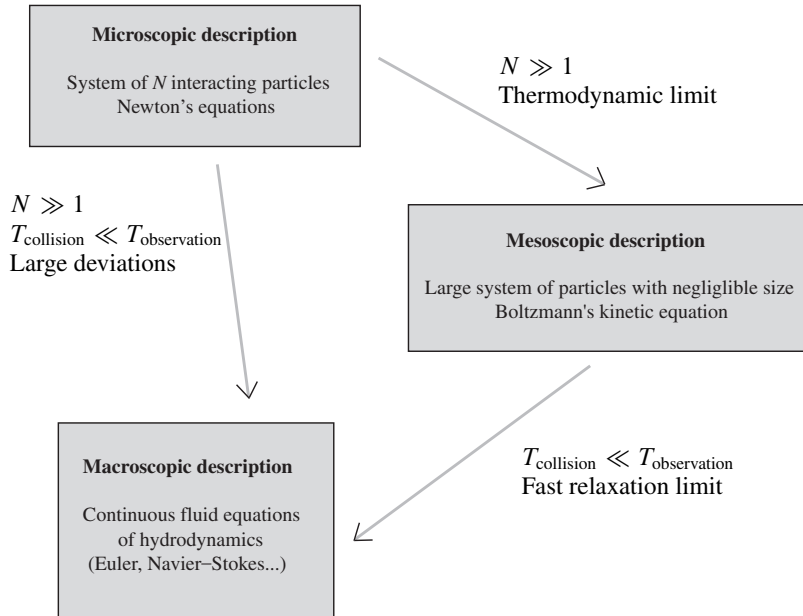 Microscopic description
System of N interacting particles
Newton's equations
N ≫ 1
Thermodynamic limit
N ≫ 1
T_collision ≪ T_observation
Large deviations
Mesoscopic description
Large system of particles with negliglible size
Boltzmann's kinetic equation
Macroscopic description
Continuous fluid equations
of hydrodynamics
(Euler, Navier−Stokes...)
T_collision ≪ T_observation
Fast relaxation limit